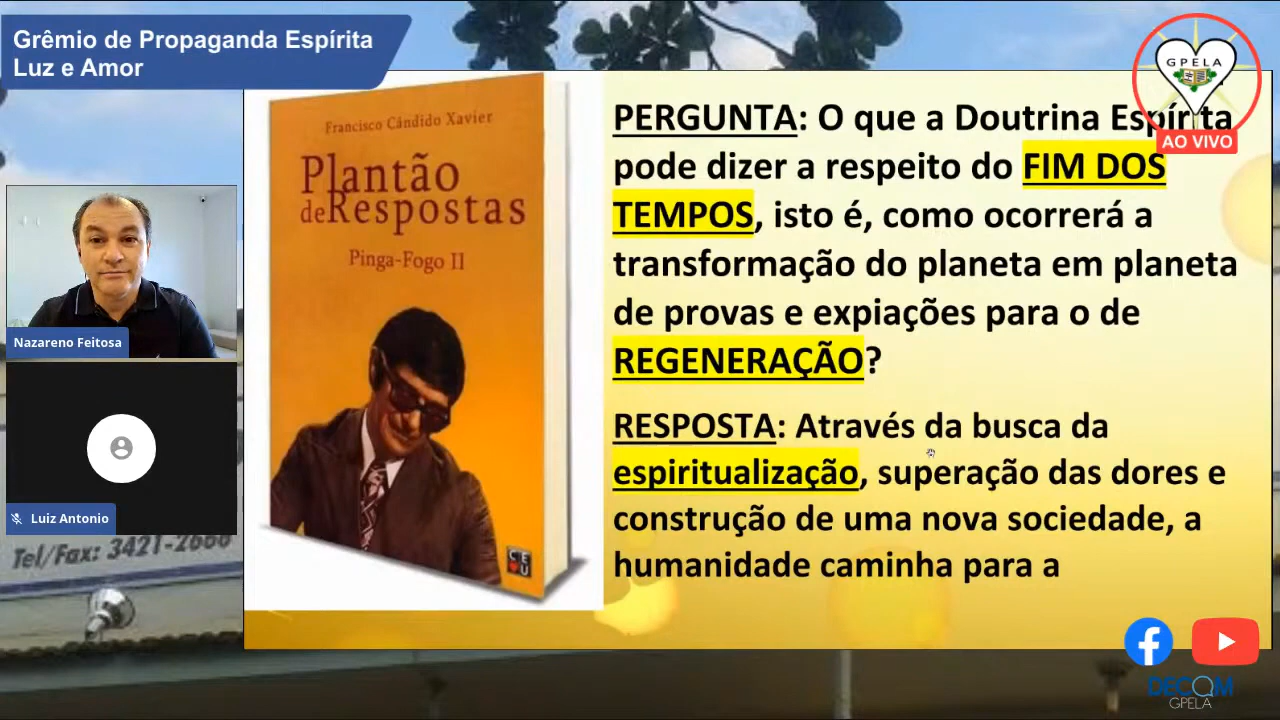 Grêmio de Propaganda Espírita
Luz e Amor
GPELA
AO VIVO
Francisco Cândido Xavier
Plantão
de Respostas
Pinga-Fogo II
CEU
PERGUNTA: O que a Doutrina Espírita
pode dizer a respeito do FIM DOS
TEMPOS, isto é, como ocorrerá a
transformação do planeta em planeta
de provas e expiações para o de
REGENERAÇÃO?
RESPOSTA: Através da busca da
espiritualização, superação das dores e
construção de uma nova sociedade, a
humanidade caminha para a
Nazareno Feitosa
Luiz Antonio
Tel/Fax: 3421-2666
DECOM
GPELA